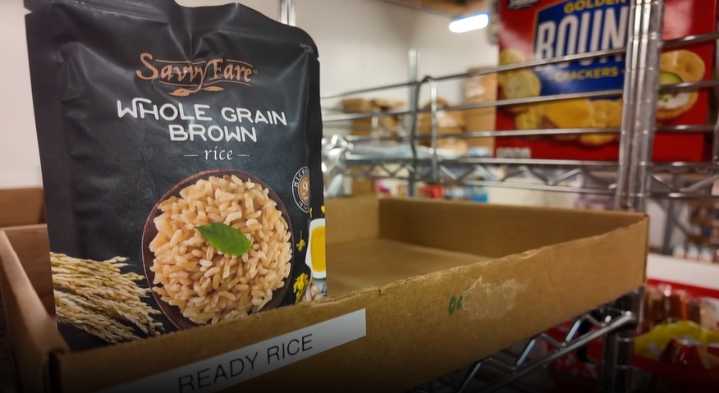 Savvy Fare
WHOLE GRAIN
BROWN
rice
GOLDEN
ROUN
CRACKERS
READY RICE